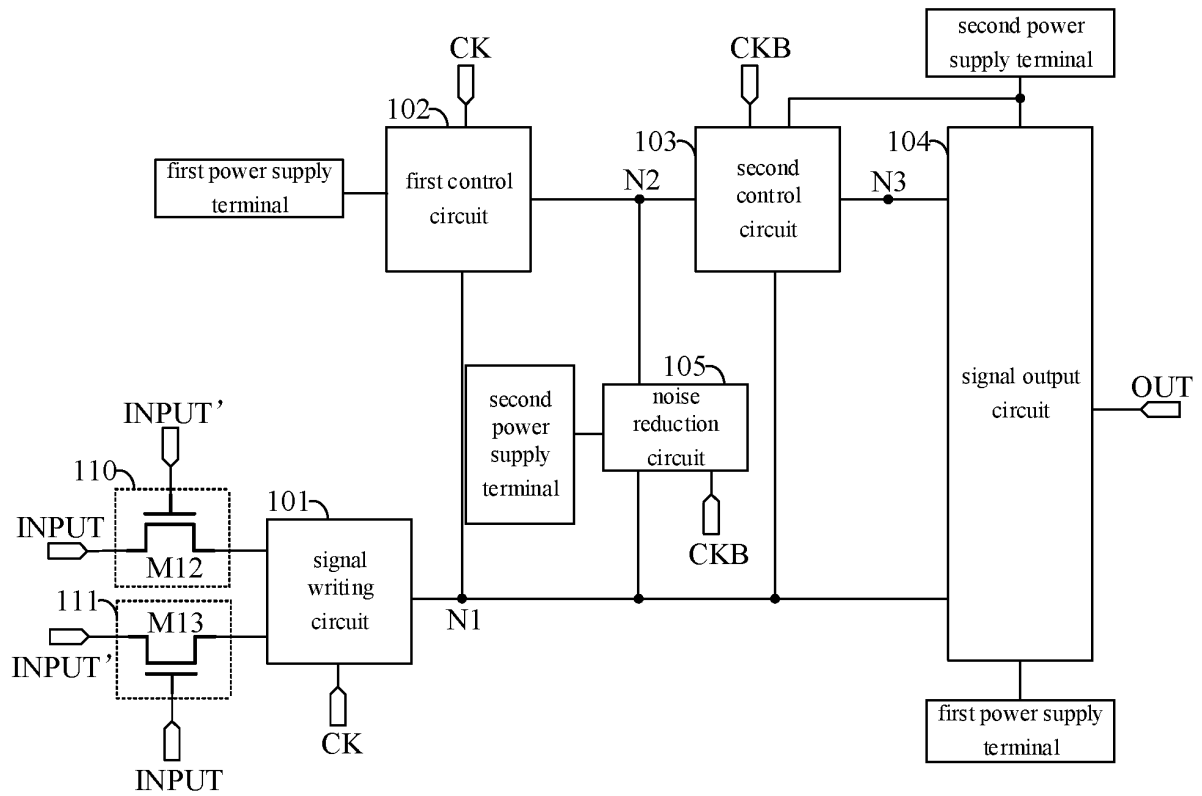 second power
supply terminal
CK
CKB
102
103
104
first power supply
terminal
first control
circuit
N2
second
control
circuit
N3
105
second
power
supply
terminal
noise
reduction
circuit
signal output
circuit
OUT
INPUT’
110
INPUT
M12
101
signal
writing
circuit
CKB
111
M13
INPUT’
N1
CK
INPUT
first power supply
terminal